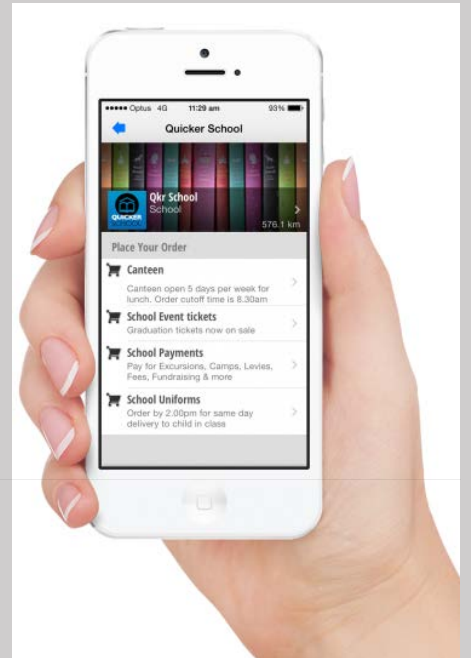 Optus 4G 11:29 am 93%
Quicker School
Qkr School
School
QUICKER
SCHOOL
576.1 km
Place Your Order
Canteen
Canteen open 5 days per week for
lunch. Order cutoff time is 8.30am
School Event tickets
Graduation tickets now on sale
School Payments
Pay for Excursions, Camps, Levies,
Fees, Fundraising & more
School Uniforms
Order by 2.00pm for same day
delivery to child in class